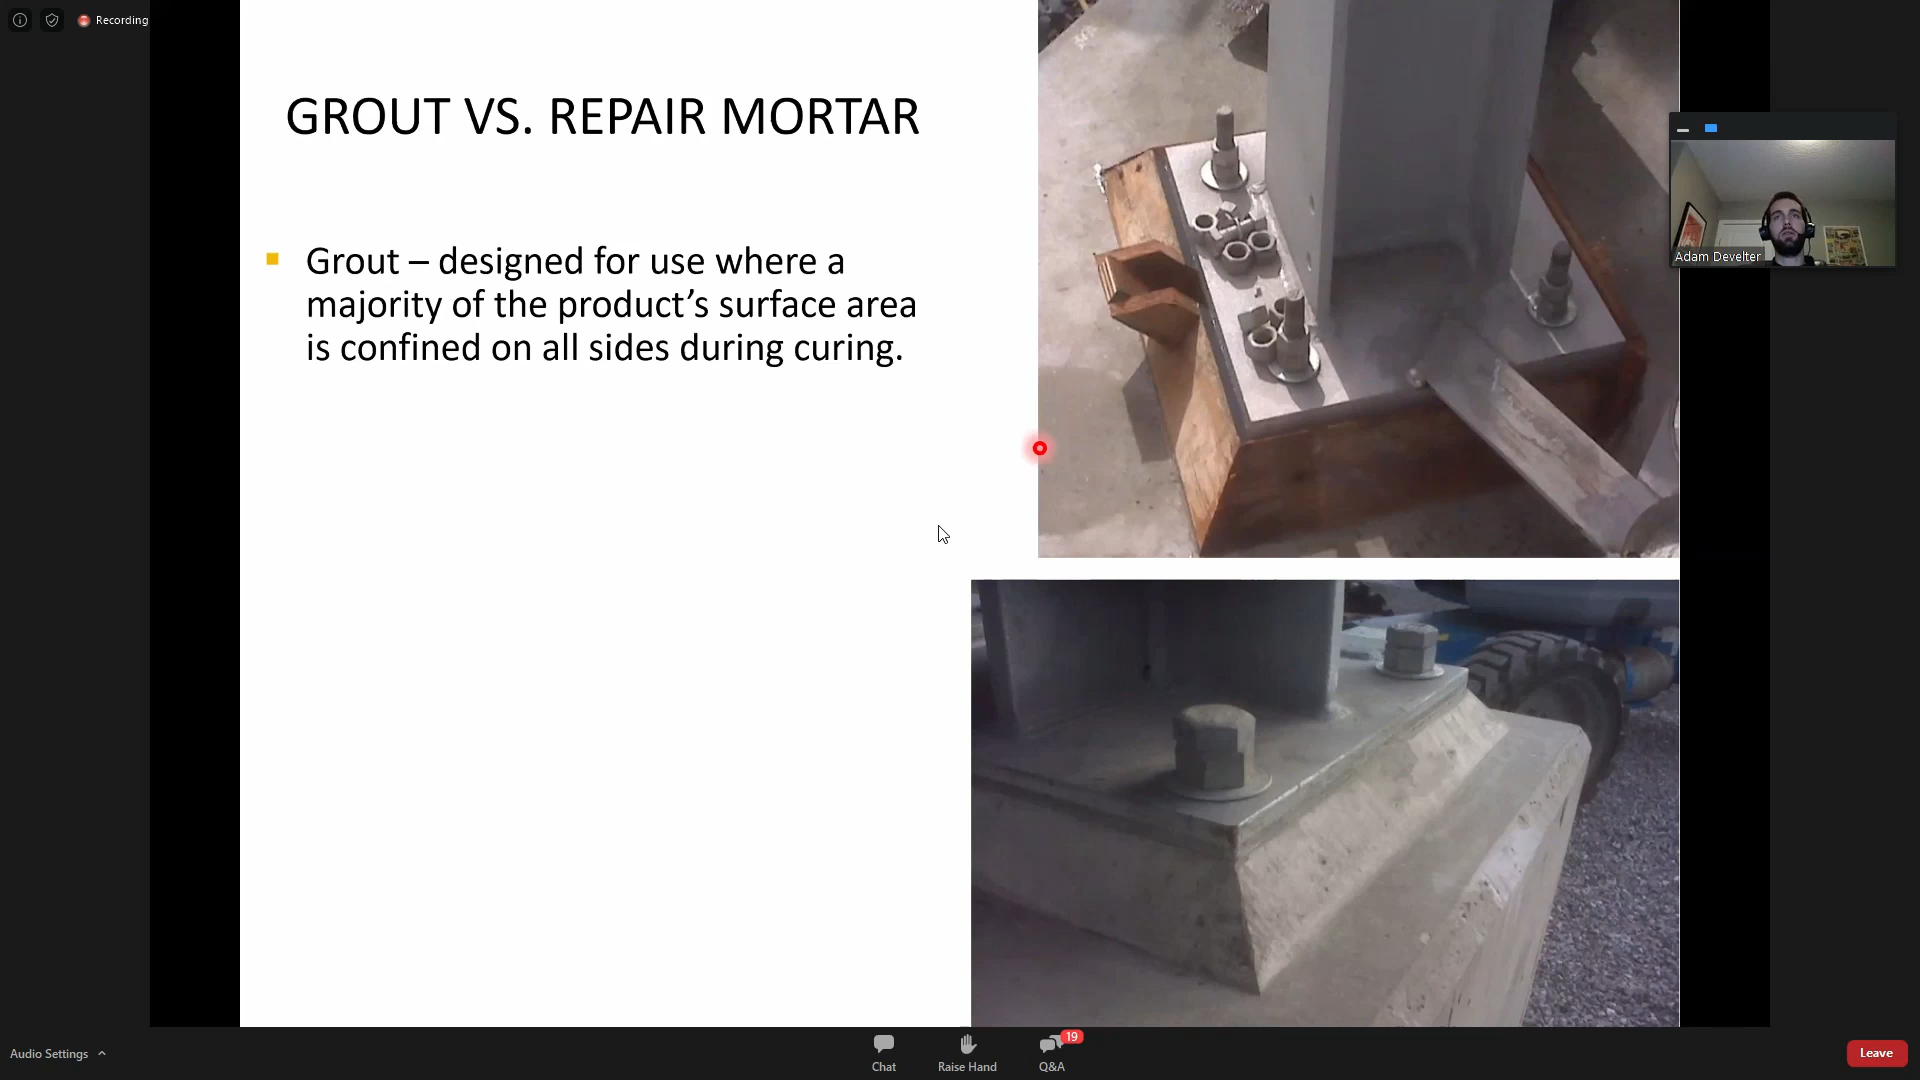 Recording
GROUT VS. REPAIR MORTAR
Grout – designed for use where a
majority of the product’s surface area
is confined on all sides during curing.
Adam Develter
Audio Settings
Chat
Raise Hand
Q&A
19
Leave